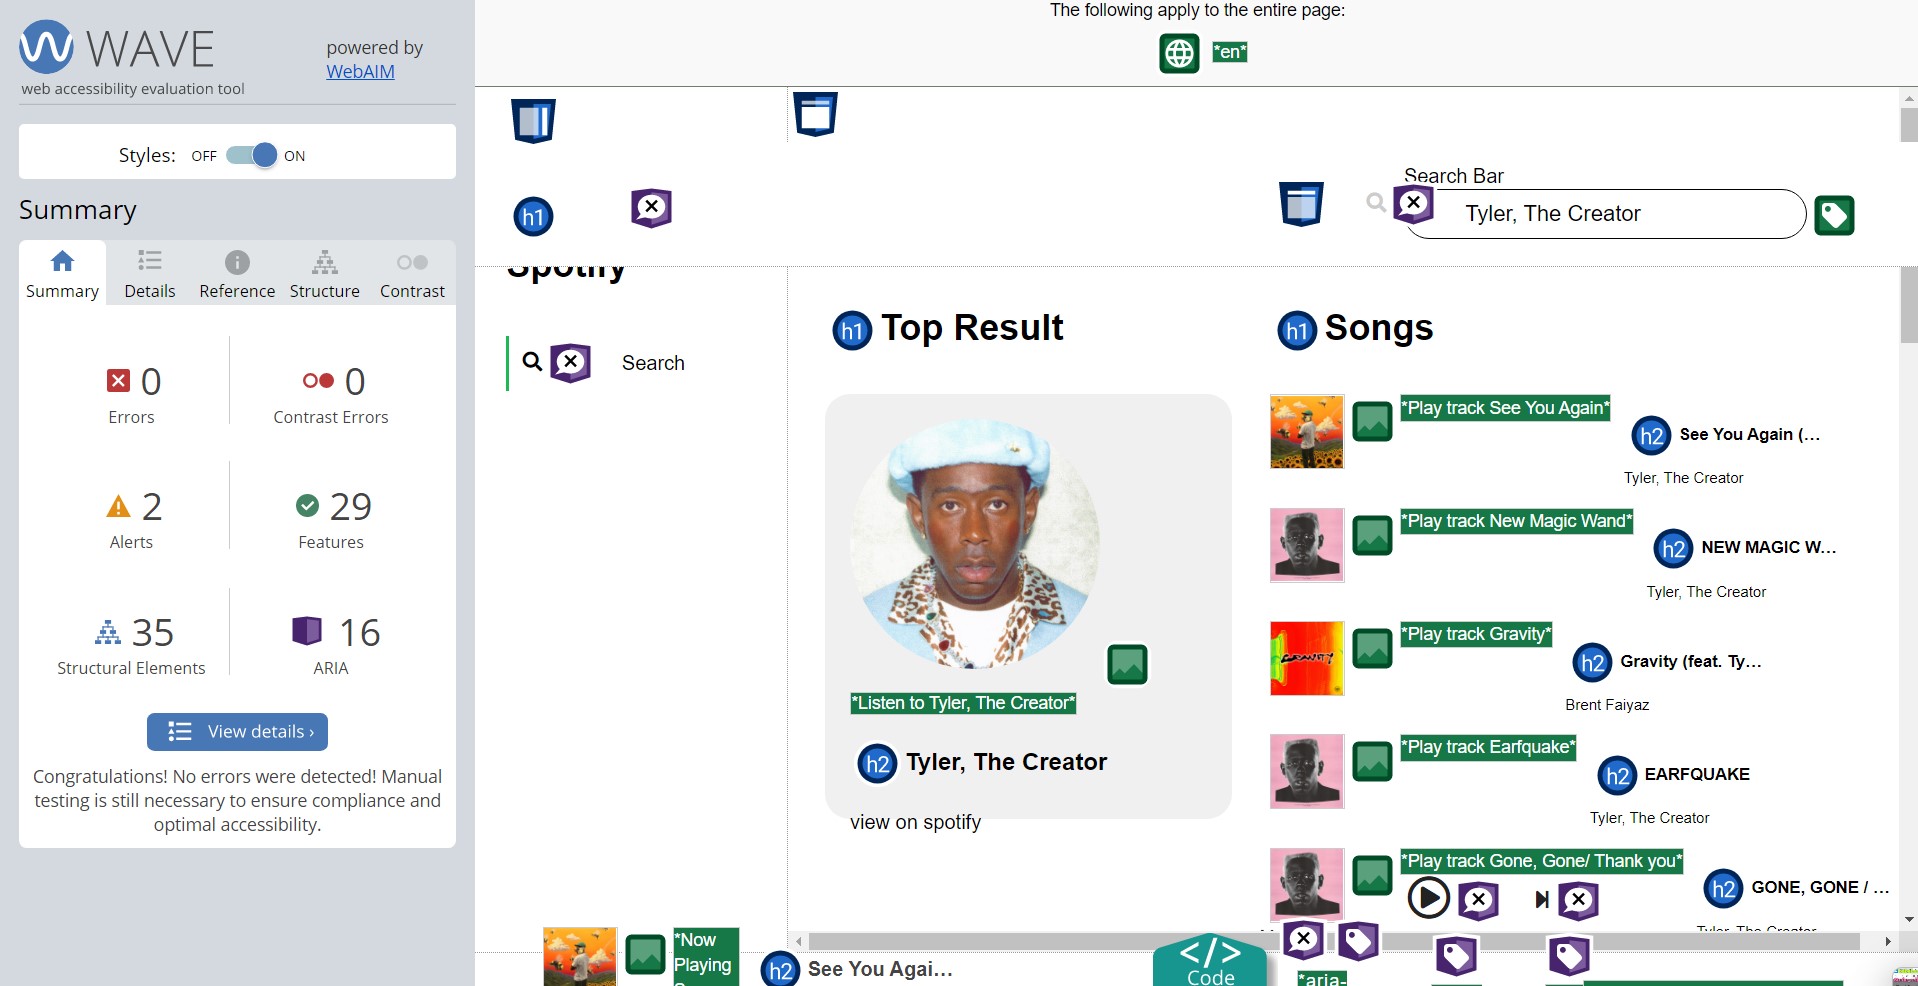 WAVE
web accessibility evaluation tool
powered by
WebAIM
Styles: OFF ON
Summary
Summary
Details
Reference
Structure
Contrast
0
Errors
0
Contrast Errors
2
Alerts
29
Features
35
Structural Elements
16
ARIA
View details ›
Congratulations! No errors were detected! Manual
testing is still necessary to ensure compliance and
optimal accessibility.
The following apply to the entire page:
*en*
h1
Spotify
Search
Search Bar
Tyler, The Creator
h1 Top Result
*Listen to Tyler, The Creator*
h2 Tyler, The Creator
view on spotify
h1 Songs
*Play track See You Again*
h2 See You Again (...
Tyler, The Creator
*Play track New Magic Wand*
h2 NEW MAGIC W...
Tyler, The Creator
*Play track Gravity*
h2 Gravity (feat. Ty...
Brent Faiyaz
GRAVITY
*Play track Earfquake*
h2 EARFQUAKE
Tyler, The Creator
*Play track Gone, Gone/ Thank you*
h2 GONE, GONE / ...
Tyler, The Creator
*Now
Playing
h2 See You Agai...
</>
Code
*aria-